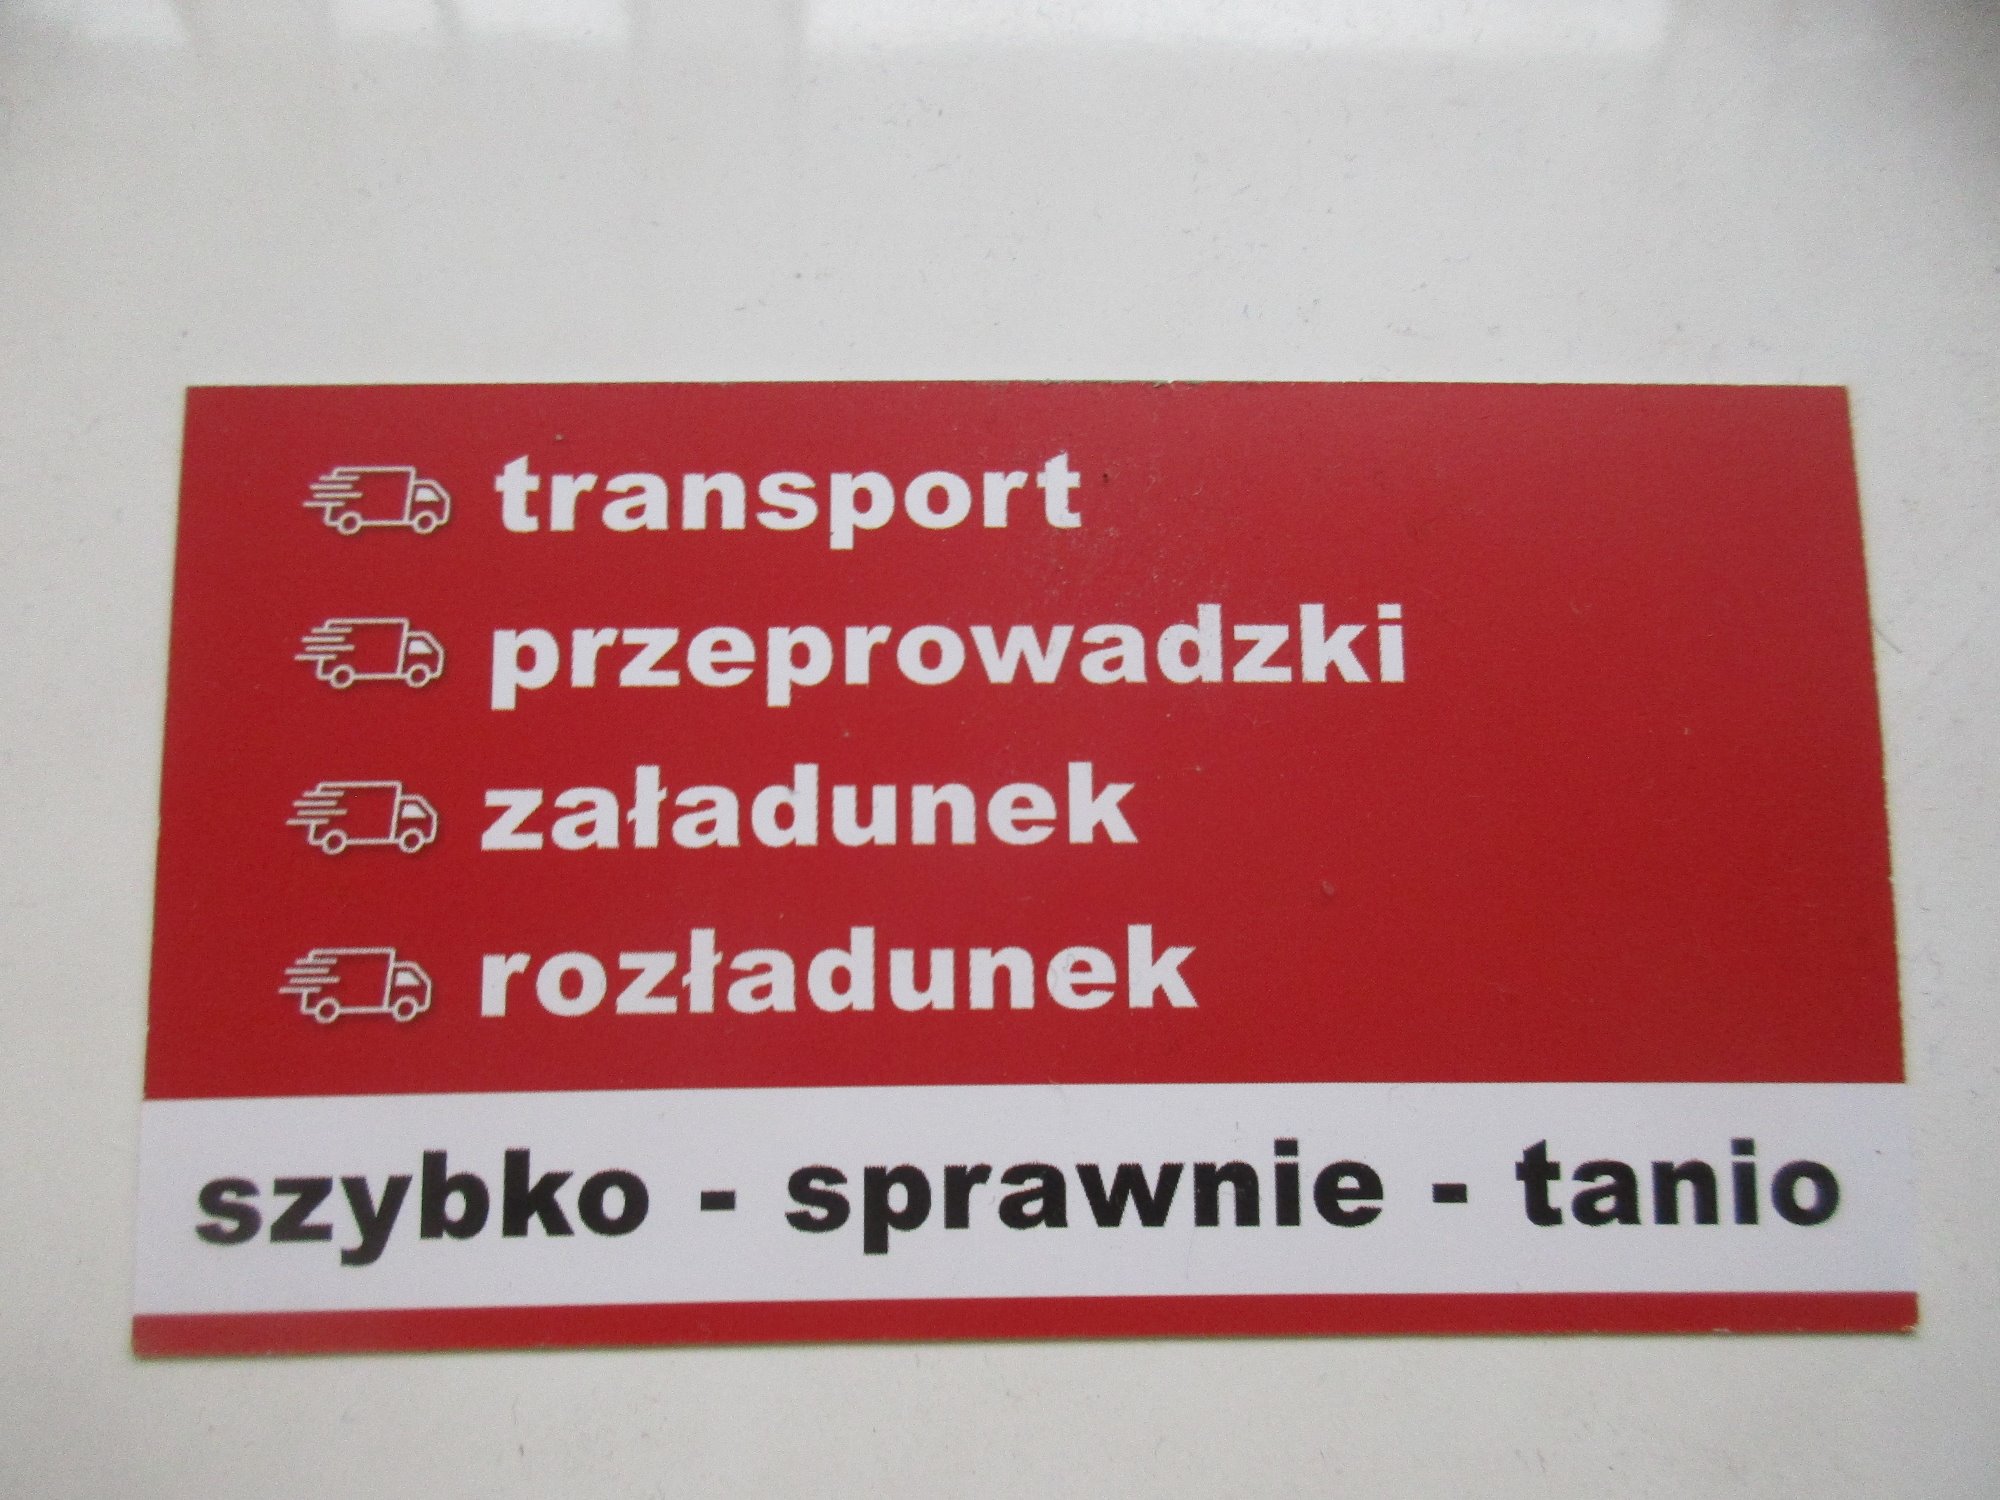 transport
przeprowadzki
załadunek
rozładunek
szybko - sprawnie - tanio